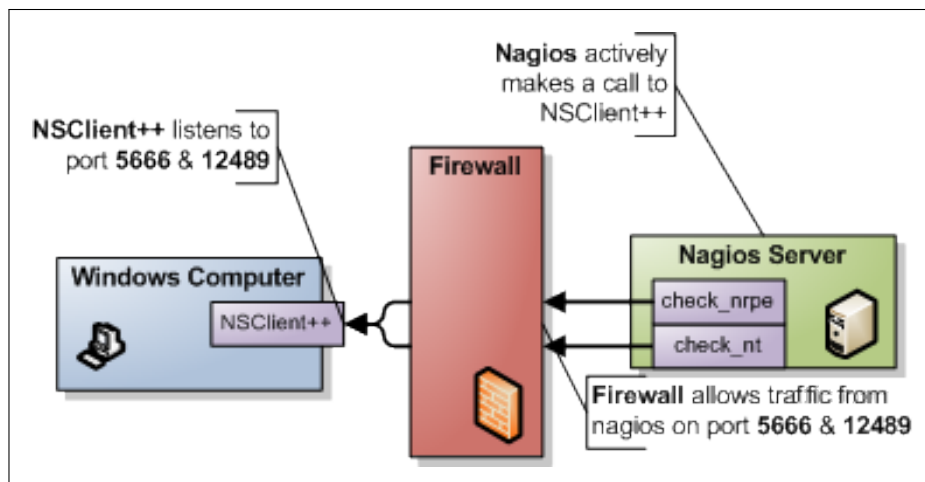 Nagios actively
makes a call to
NSClient++
NSClient++ listens to
port 5666 & 12489
Firewall
Windows Computer
NSClient++
Nagios Server
check_nrpe
check_nt
Firewall allows traffic from
nagios on port 5666 & 12489